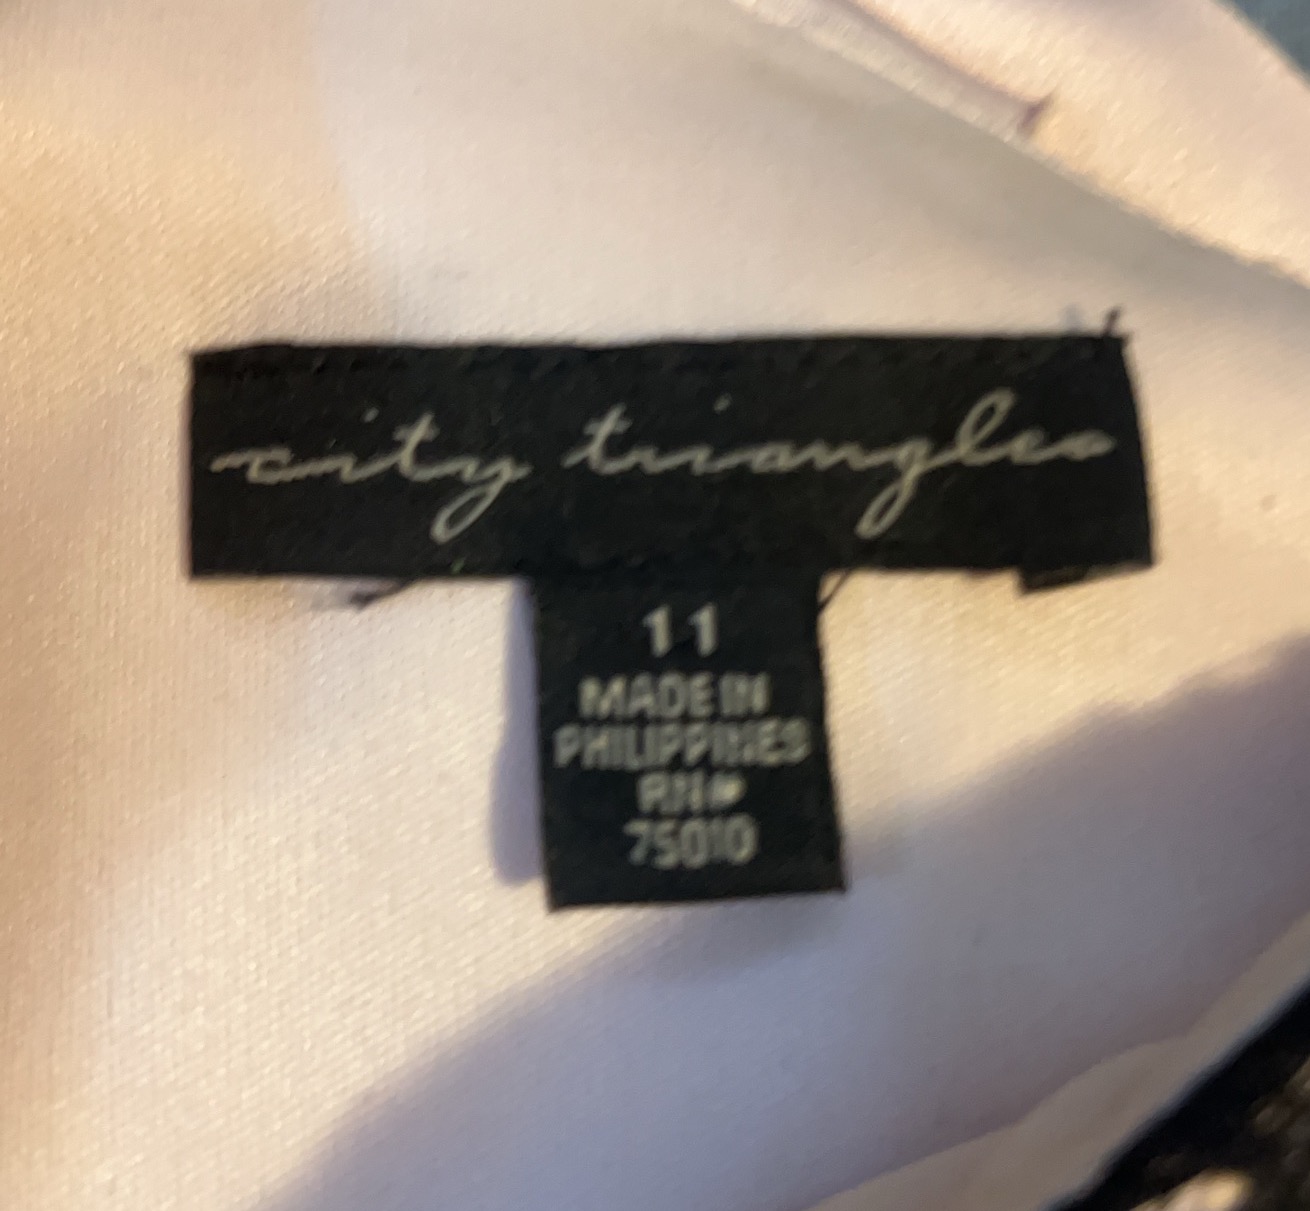 city triangles
11
MADE IN
PHILIPPINES
RN#
75010